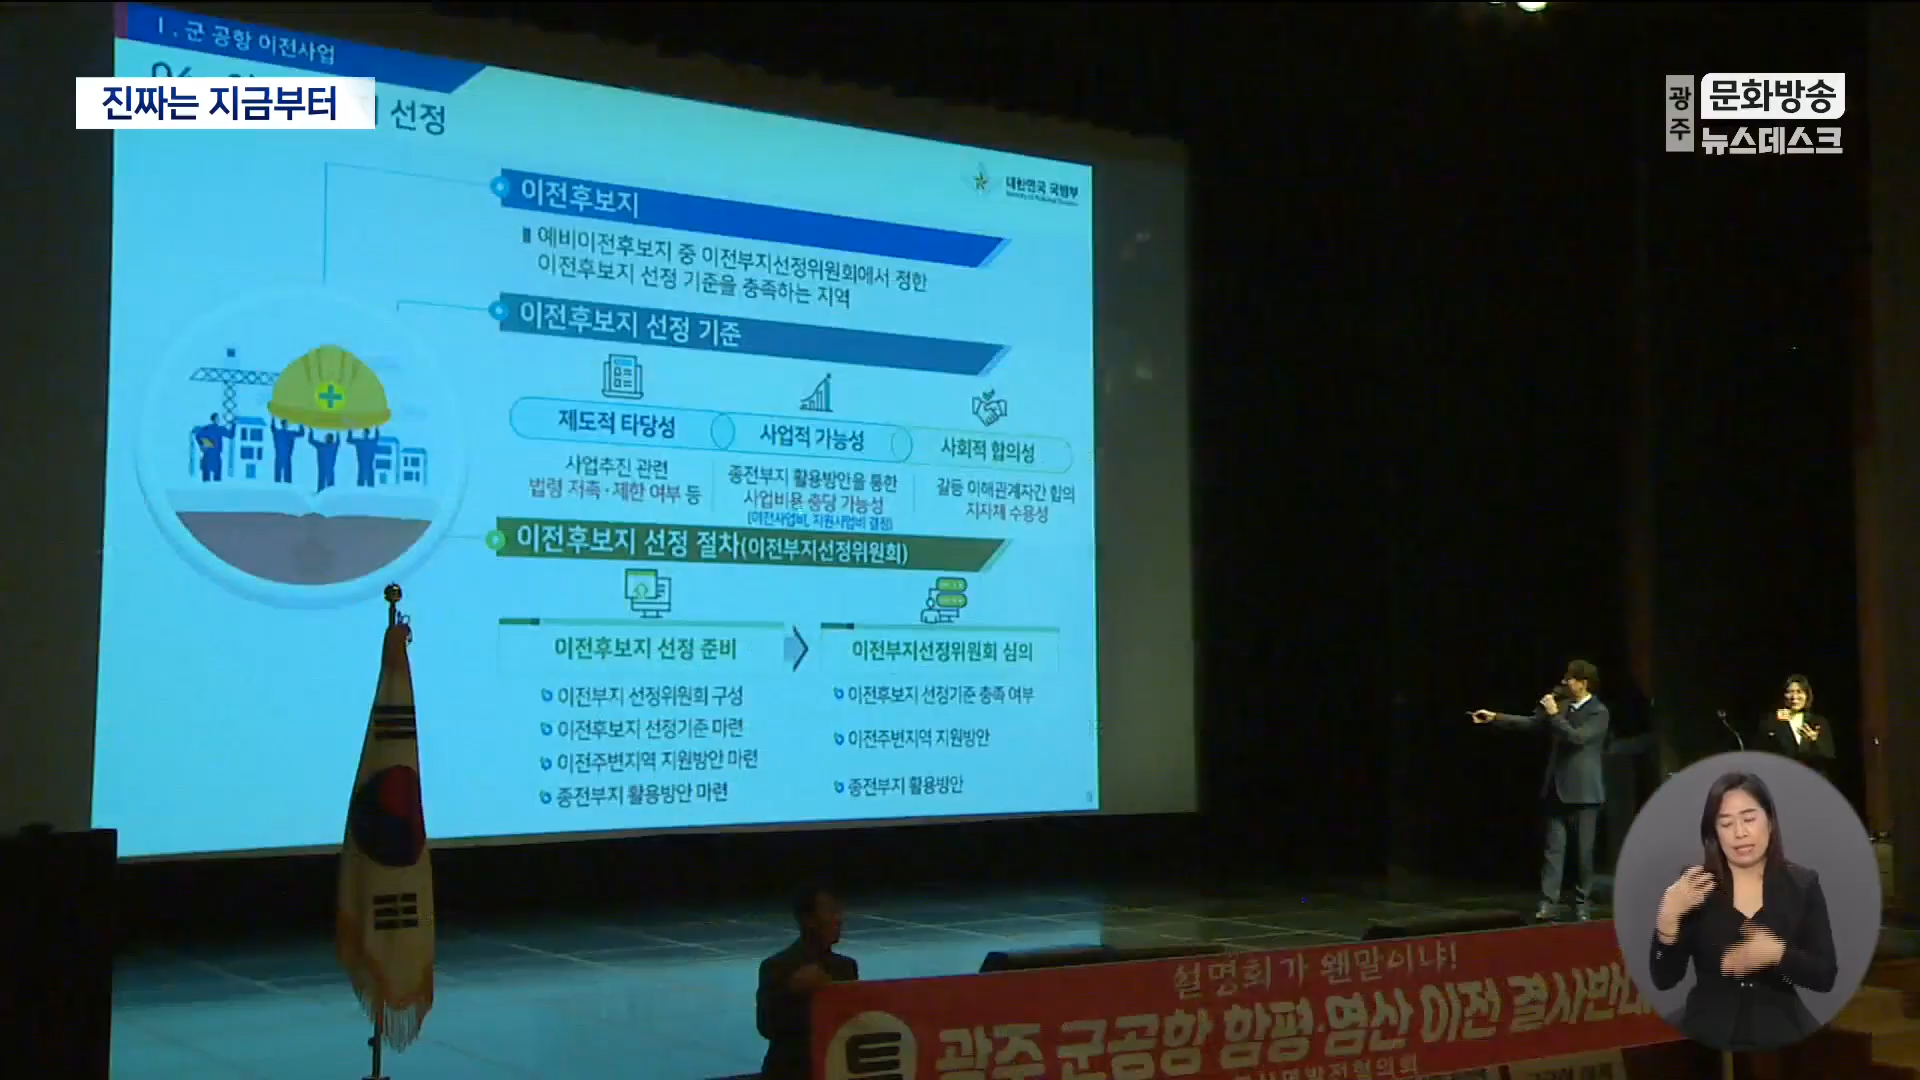 Ⅰ. 군 공항 이전사업
진짜는 지금부터
선정
광주
문화방송
뉴스데스크
대한민국 국방부
이전후보지
예비이전후보지 중 이전부지선정위원회에서 정한
이전후보지 선정 기준을 충족하는 지역
이전후보지 선정 기준
제도적 타당성
사업추진 관련
법령 저촉·제한 여부 등
사업적 가능성
종전부지 활용방안을 통한
사업비용 충당 가능성
(이전사업비, 지원사업비 결정)
사회적 합의성
갈등 이해관계자간 합의
지자체 수용성
이전후보지 선정 절차(이전부지선정위원회)
이전후보지 선정 준비
이전부지 선정위원회 구성
이전후보지 선정기준 마련
이전주변지역 지원방안 마련
종전부지 활용방안 마련
이전부지선정위원회 심의
이전후보지 선정기준 충족 여부
이전주변지역 지원방안
종전부지 활용방안
설명회가 웬말이냐!
광주 군공항 함평·염산 이전 결사반대